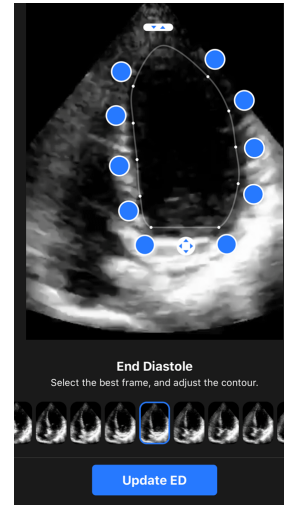 End Diastole
Select the best frame, and adjust the contour.
Update ED